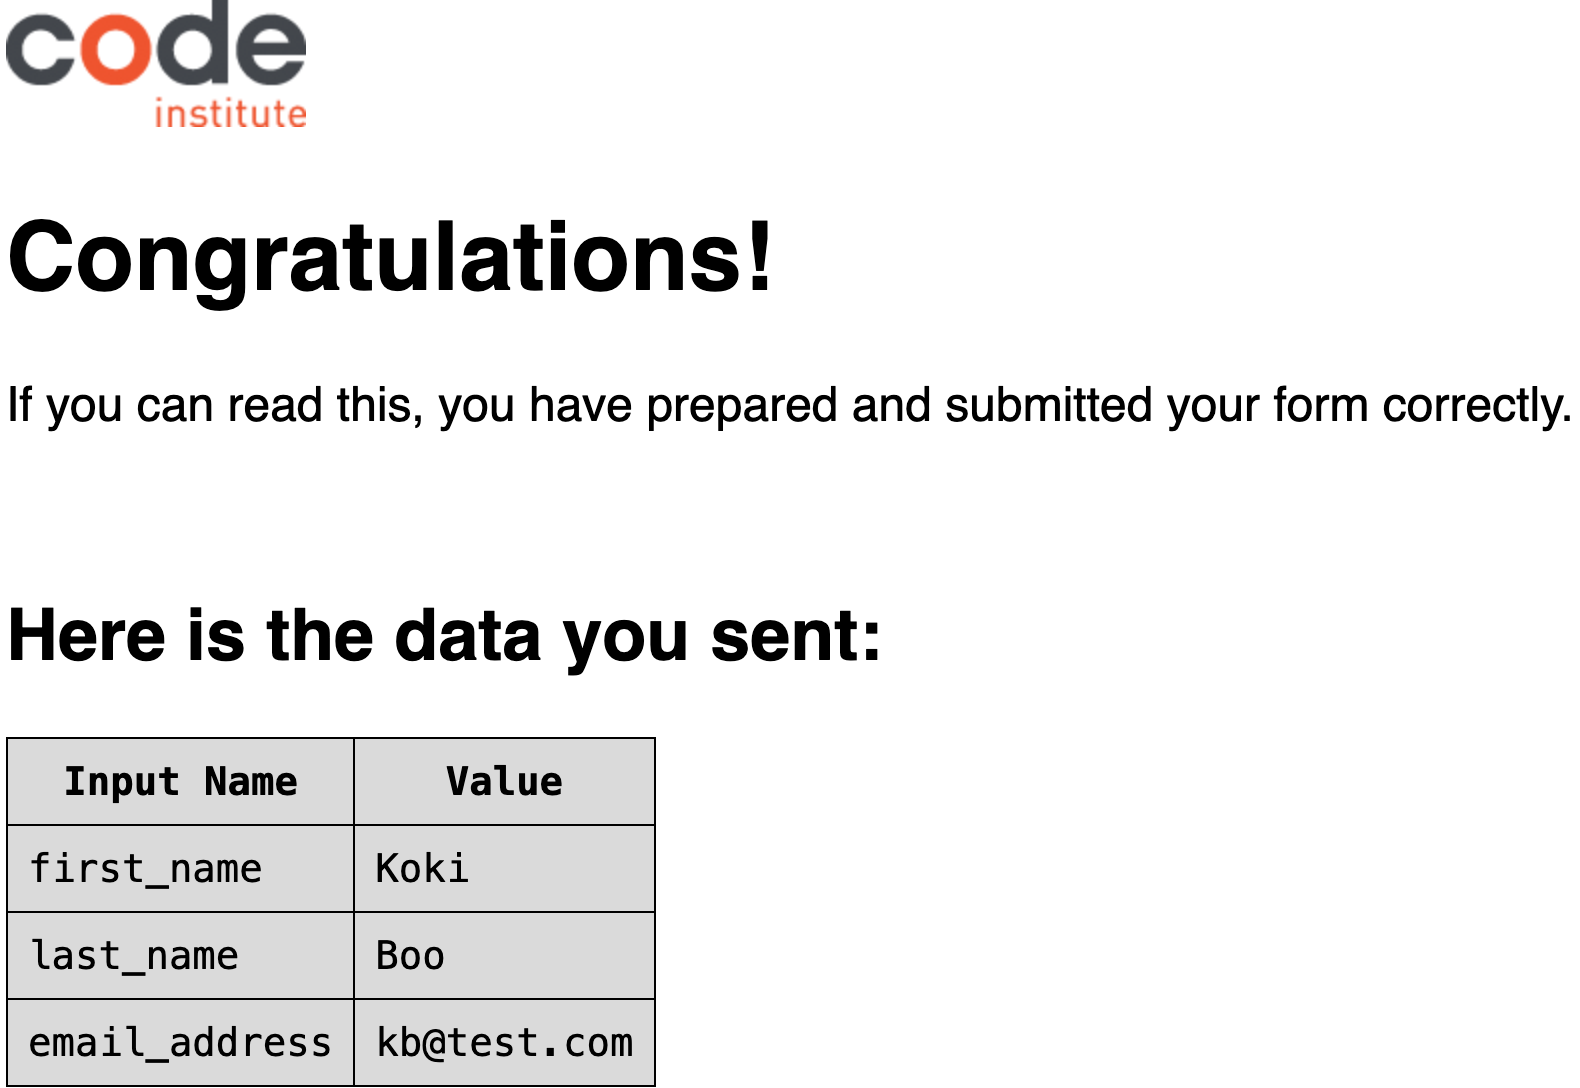 code
institute
Congratulations!
If you can read this, you have prepared and submitted your form correctly.
Here is the data you sent:
Input Name Value
first_name Koki
last_name Boo
email_address kb@test.com